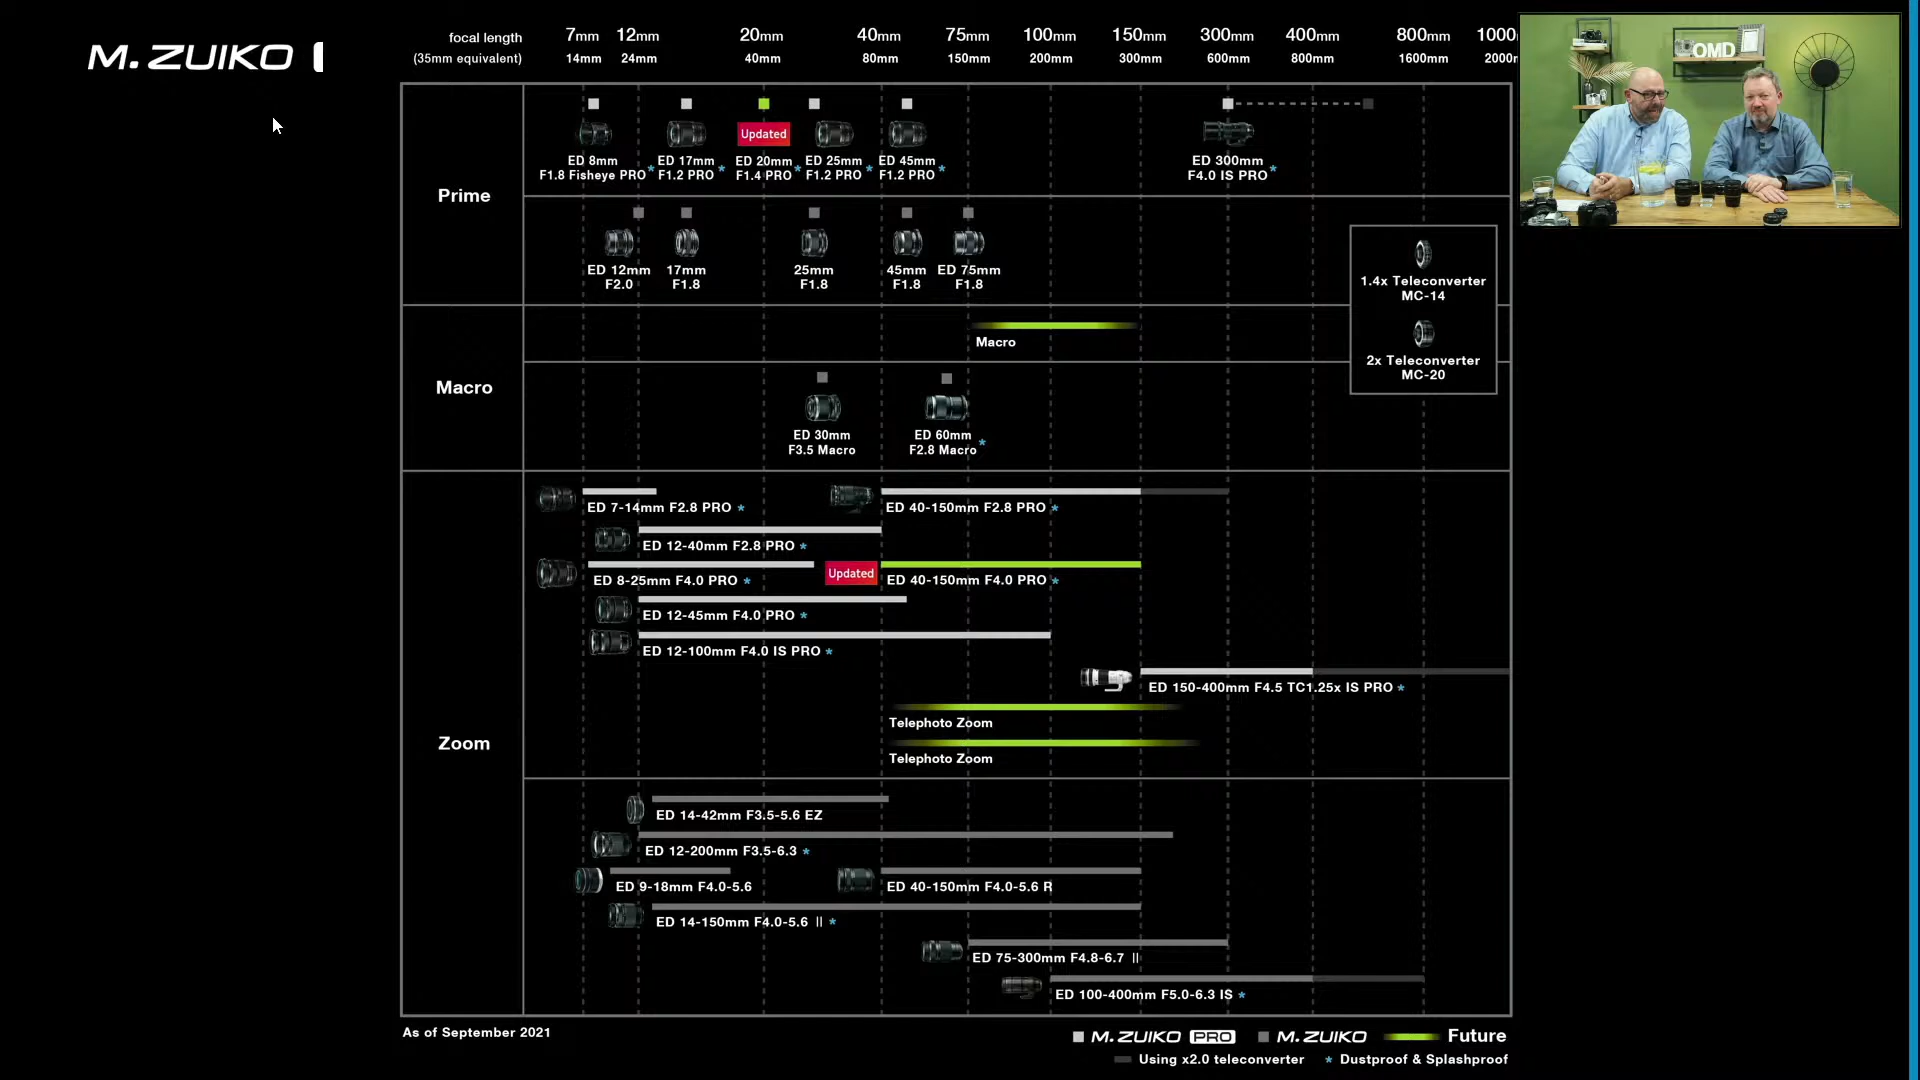 M.ZUIKO
focal length
(35mm equivalent)
7mm 12mm 20mm 40mm 75mm 100mm 150mm 300mm 400mm 800mm 1000
14mm 24mm 40mm 80mm 150mm 200mm 300mm 600mm 800mm 1600mm 2000m
OMD
Prime
Updated
ED 8mm
F1.8 Fisheye PRO *
ED 17mm
F1.2 PRO *
ED 20mm
F1.4 PRO *
ED 25mm
F1.2 PRO *
ED 45mm
F1.2 PRO *
ED 300mm
F4.0 IS PRO *
ED 12mm
F2.0
17mm
F1.8
25mm
F1.8
45mm
F1.8
ED 75mm
F1.8
1.4x Teleconverter
MC-14
2x Teleconverter
MC-20
Macro
Macro
ED 30mm
F3.5 Macro
ED 60mm
F2.8 Macro *
Zoom
ED 7-14mm F2.8 PRO *
ED 40-150mm F2.8 PRO *
ED 12-40mm F2.8 PRO *
ED 8-25mm F4.0 PRO *
Updated
ED 40-150mm F4.0 PRO *
ED 12-45mm F4.0 PRO *
ED 12-100mm F4.0 IS PRO *
ED 150-400mm F4.5 TC1.25x IS PRO *
Telephoto Zoom
Telephoto Zoom
ED 14-42mm F3.5-5.6 EZ
ED 12-200mm F3.5-6.3 *
ED 9-18mm F4.0-5.6
ED 40-150mm F4.0-5.6 R
ED 14-150mm F4.0-5.6 II *
ED 75-300mm F4.8-6.7 II
ED 100-400mm F5.0-6.3 IS *
As of September 2021
M.ZUIKO PRO
M.ZUIKO
Future
Using x2.0 teleconverter
* Dustproof & Splashproof